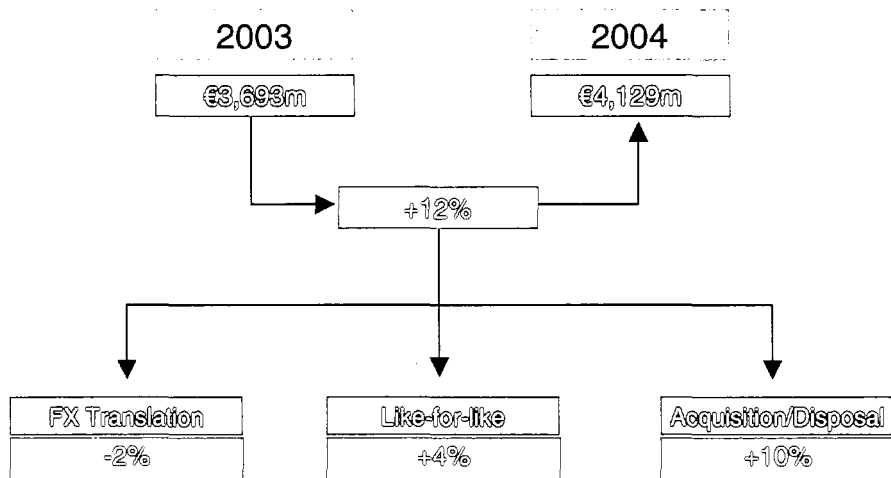 2003 2004
€3,693m €4,129m
+12%
FX Translation Like-for-like Acquisition/Disposal
-2% +4% +10%